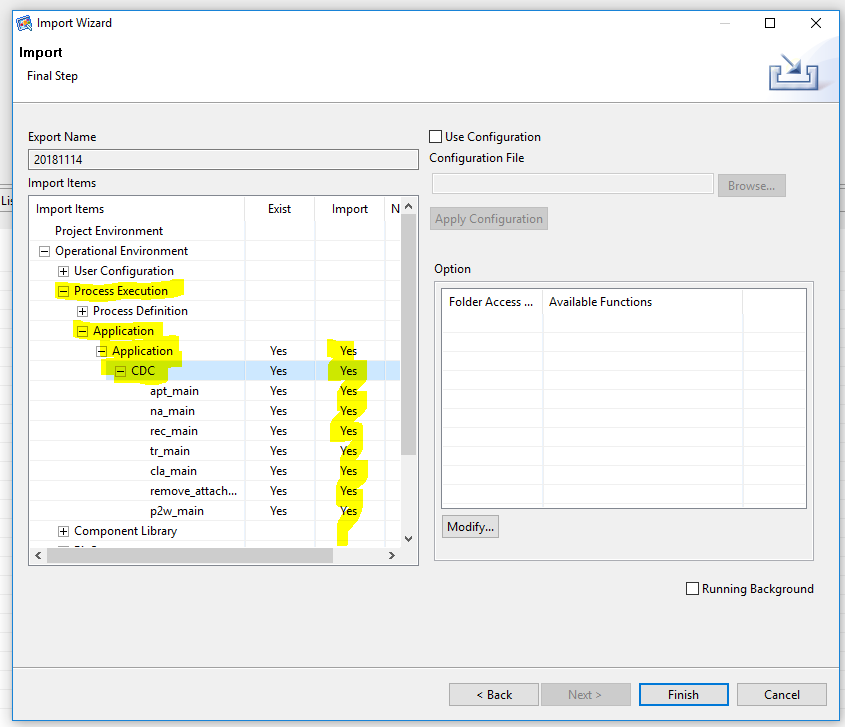 Import Wizard
Import
Final Step
Export Name
20181114
Import Items
Import Items Exist Import N
Project Environment
Operational Environment
User Configuration
Process Execution
Process Definition
Application
Application Yes Yes
CDC Yes Yes
apt_main Yes Yes
na_main Yes Yes
rec_main Yes Yes
tr_main Yes Yes
cla_main Yes Yes
remove_attach... Yes Yes
p2w_main Yes Yes
Component Library
Use Configuration
Configuration File
Browse...
Apply Configuration
Option
Folder Access ... Available Functions
Modify...
Running Background
< Back Next > Finish Cancel